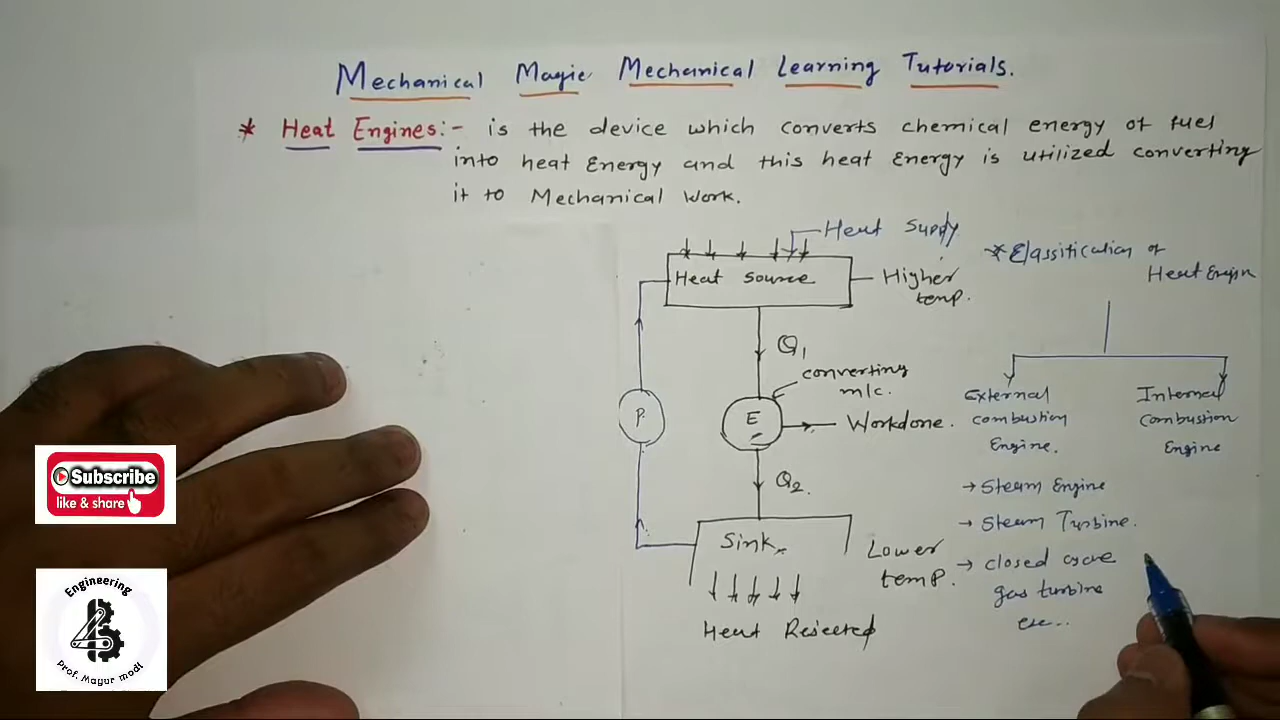 Mechanical Magic Mechanical Learning Tutorials.
* Heat Engines:- is the device which converts chemical energy of fuel
into heat Energy and this heat Energy is utilized converting
it to Mechanical Work.
Heat Supply
Heat Source
Higher
temp.
Q1
converting
m/c.
P.
E
Workdone.
Q2.
Sink
Lower
temp.
Heat Rejected
* Classification of
Heat Engin
External
combustion
Engine.
→ Steam Engine
→ Steam Turbine.
→ closed cycle
gas turbine
etc..
Internal
Combustion
Engine
Subscribe
like & share
Engineering
Prof. Mayur modi